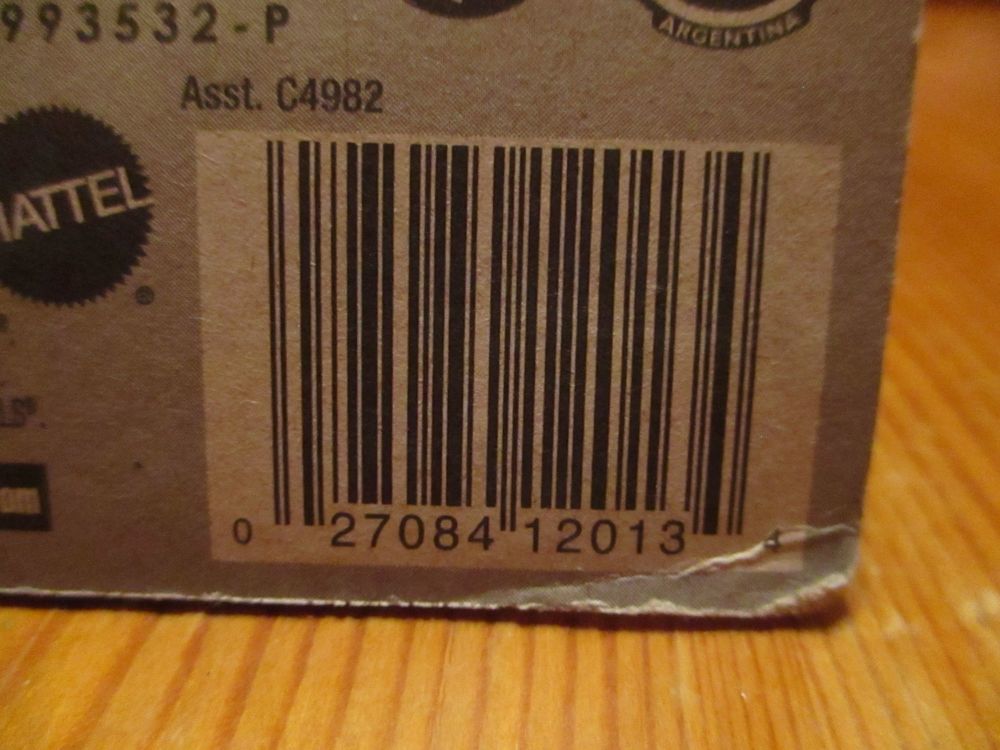 993532-P
ARGENTINA
Asst. C4982
MATTEL
®
0 27084 12013 4